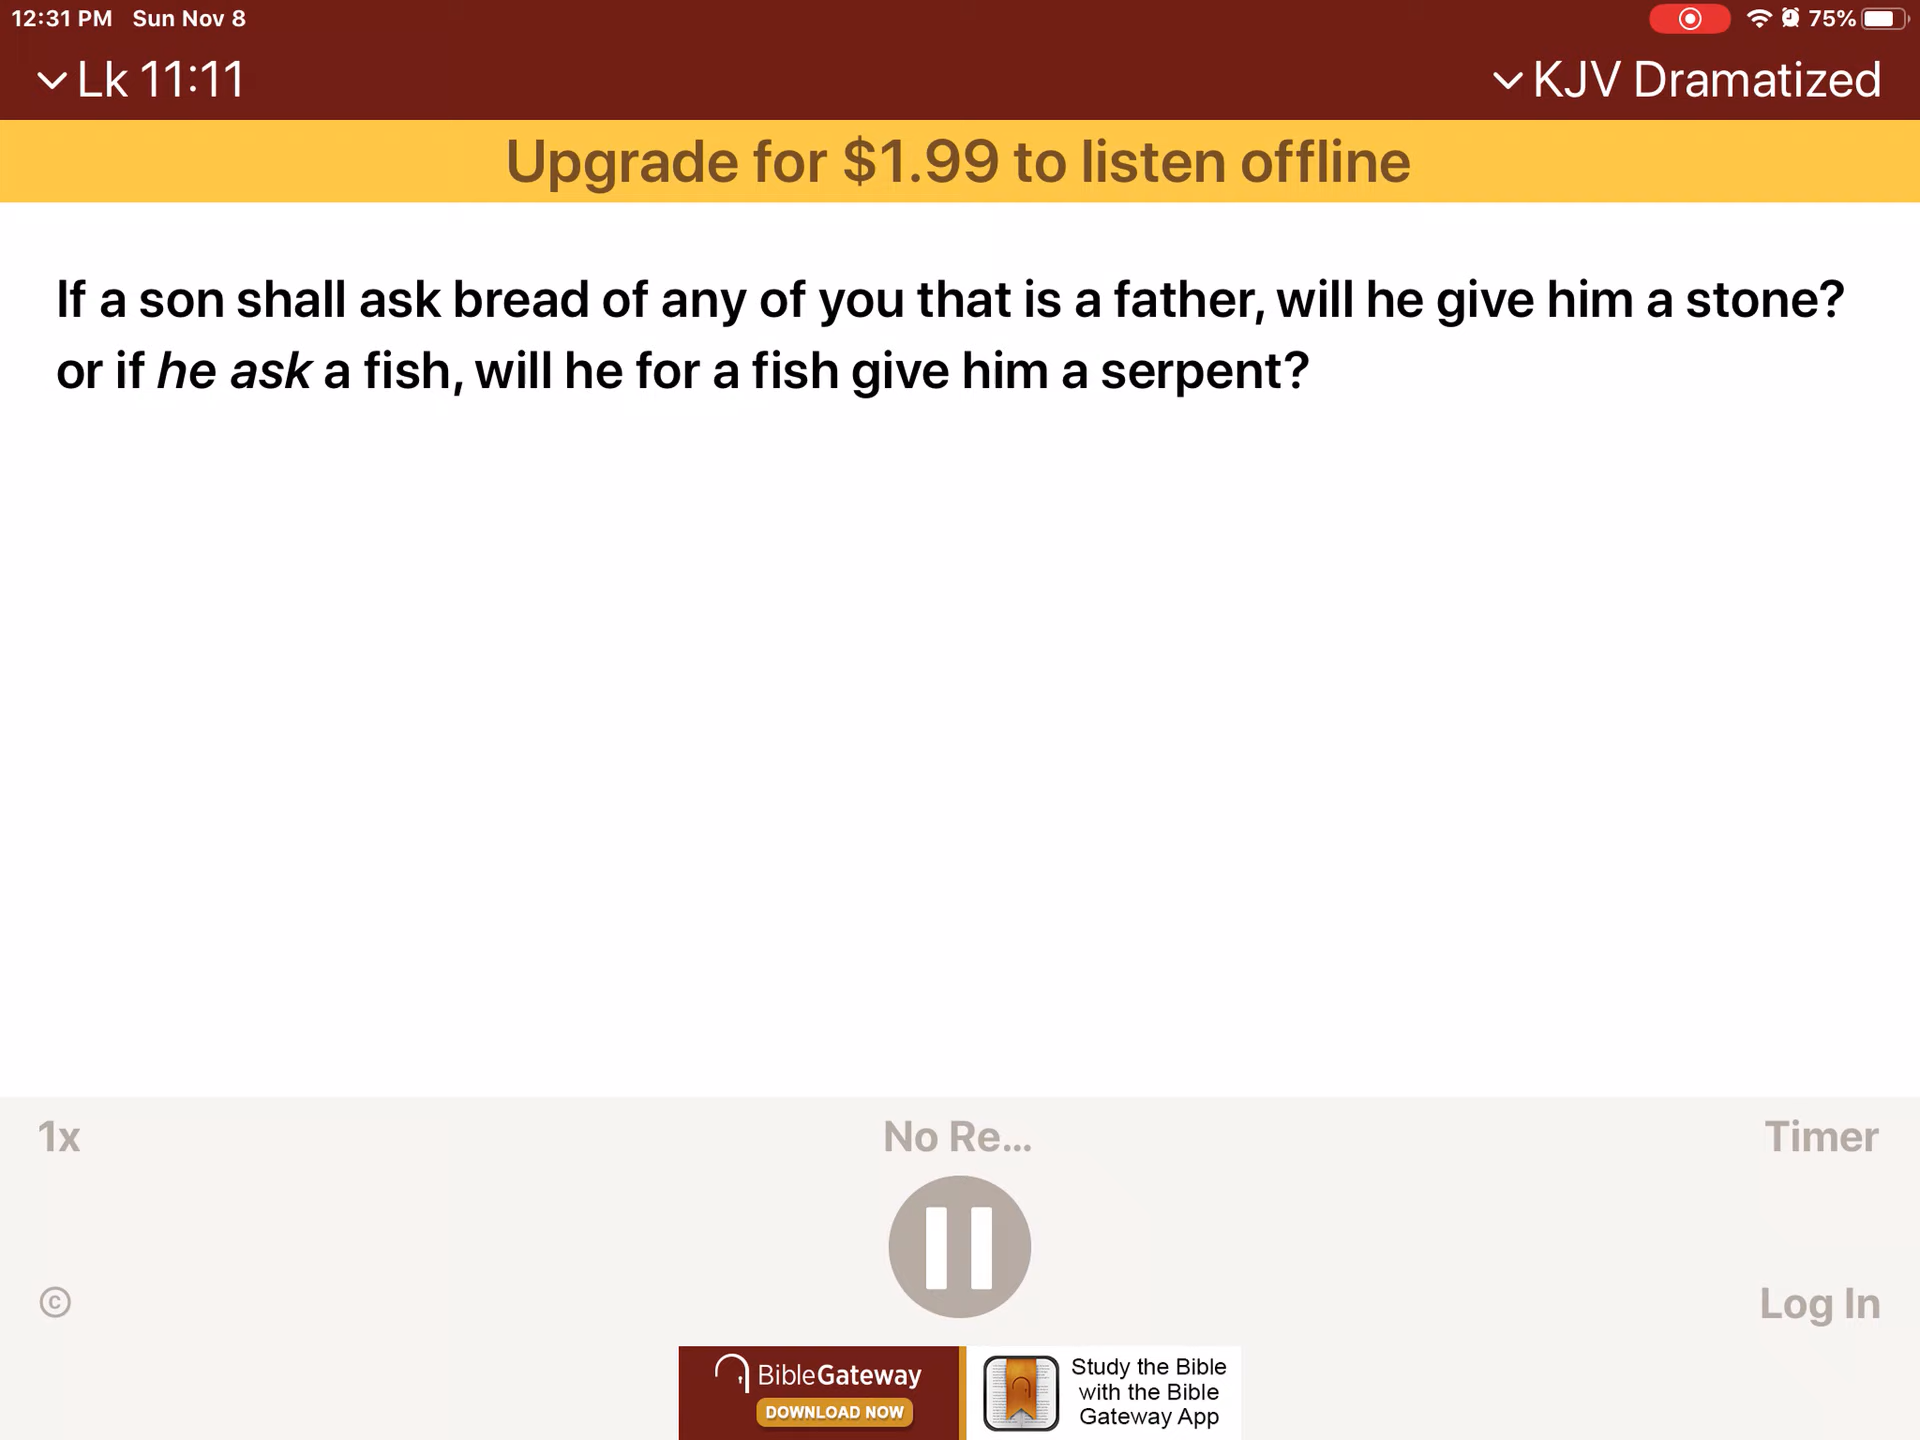 12:31 PM Sun Nov 8 75%
Lk 11:11 KJV Dramatized
Upgrade for $1.99 to listen offline
If a son shall ask bread of any of you that is a father, will he give him a stone?
or if he ask a fish, will he for a fish give him a serpent?
1x No Re... Timer
© Log In
BibleGateway
DOWNLOAD NOW
Study the Bible
with the Bible
Gateway App